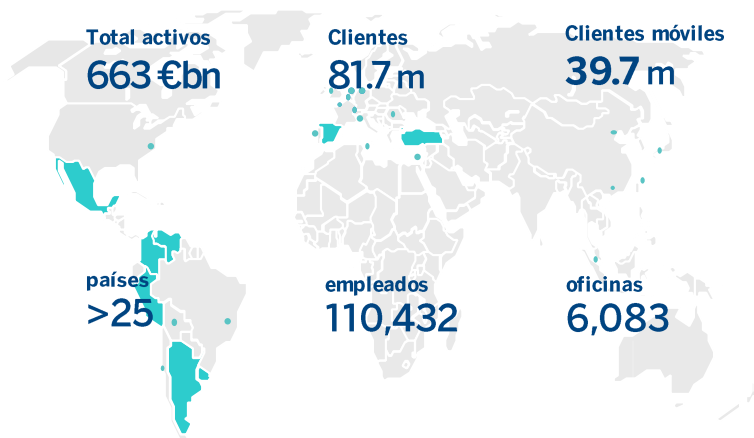 Total activos
663 €bn
Clientes
81.7 m
Clientes móviles
39.7 m
países
>25
empleados
110,432
oficinas
6,083